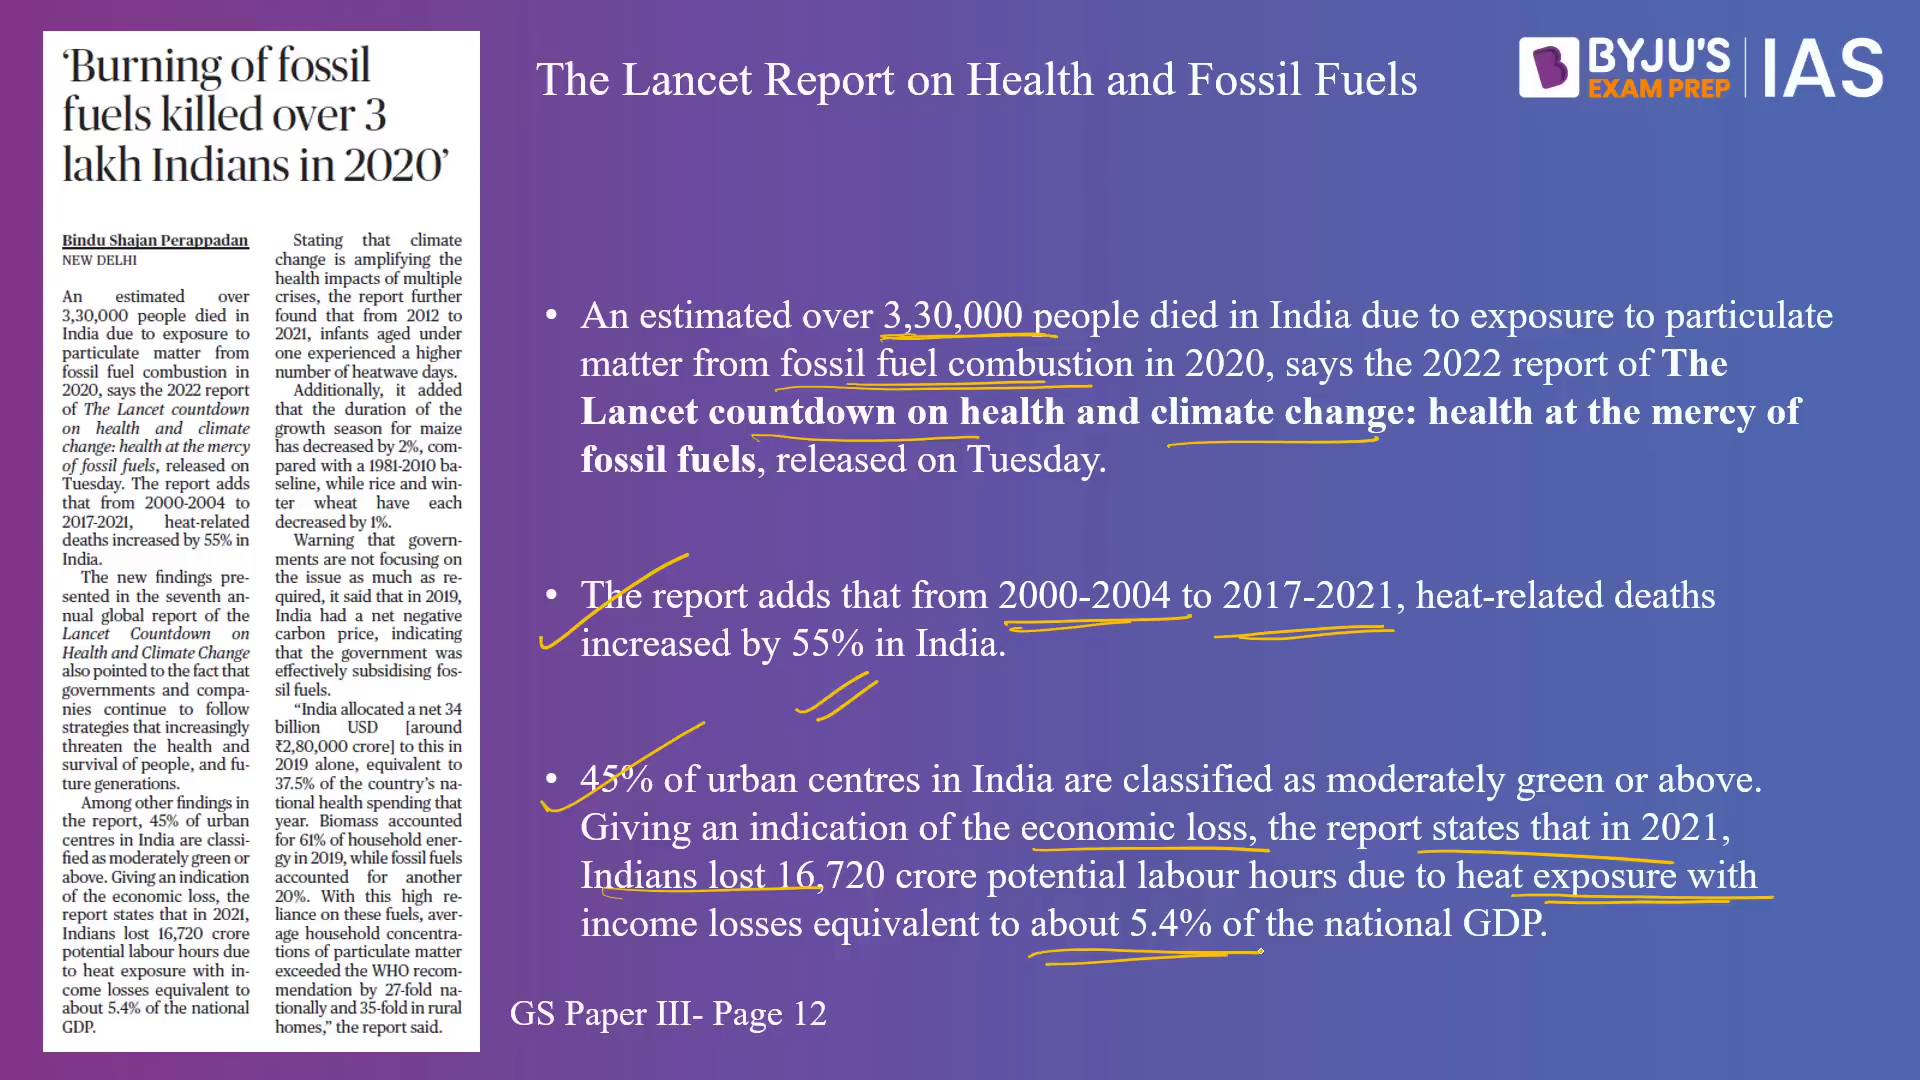 ‘Burning of fossil
fuels killed over 3
lakh Indians in 2020’
Bindu Shajan Perappadan
NEW DELHI
An estimated over
3,30,000 people died in
India due to exposure to
particulate matter from
fossil fuel combustion in
2020, says the 2022 report
of The Lancet countdown
on health and climate
change: health at the mercy
of fossil fuels, released on
Tuesday. The report adds
that from 2000-2004 to
2017-2021, heat-related
deaths increased by 55% in
India.
The new findings pre-
sented in the seventh an-
nual global report of the
Lancet Countdown on
Health and Climate Change
also pointed to the fact that
governments and compa-
nies continue to follow
strategies that increasingly
threaten the health and
survival of people, and fu-
ture generations.
Among other findings in
the report, 45% of urban
centres in India are classi-
fied as moderately green or
above. Giving an indication
of the economic loss, the
report states that in 2021,
Indians lost 16,720 crore
potential labour hours due
to heat exposure with in-
come losses equivalent to
about 5.4% of the national
GDP.
Stating that climate
change is amplifying the
health impacts of multiple
crises, the report further
found that from 2012 to
2021, infants aged under
one experienced a higher
number of heatwave days.
Additionally, it added
that the duration of the
growth season for maize
has decreased by 2%, com-
pared with a 1981-2010 ba-
seline, while rice and win-
ter wheat have each
decreased by 1%.
Warning that govern-
ments are not focusing on
the issue as much as re-
quired, it said that in 2019,
India had a net negative
carbon price, indicating
that the government was
effectively subsidising fos-
sil fuels.
“India allocated a net 34
billion USD [around
₹2,80,000 crore] to this in
2019 alone, equivalent to
37.5% of the country’s na-
tional health spending that
year. Biomass accounted
for 61% of household ener-
gy in 2019, while fossil fuels
accounted for another
20%. With this high re-
liance on these fuels, aver-
age household concentra-
tions of particulate matter
exceeded the WHO recom-
mendation by 27-fold na-
tionally and 35-fold in rural
homes,” the report said.
The Lancet Report on Health and Fossil Fuels
BYJU'S
EXAM PREP
IAS
• An estimated over 3,30,000 people died in India due to exposure to particulate
matter from fossil fuel combustion in 2020, says the 2022 report of The
Lancet countdown on health and climate change: health at the mercy of
fossil fuels, released on Tuesday.
• The report adds that from 2000-2004 to 2017-2021, heat-related deaths
increased by 55% in India.
• 45% of urban centres in India are classified as moderately green or above.
Giving an indication of the economic loss, the report states that in 2021,
Indians lost 16,720 crore potential labour hours due to heat exposure with
income losses equivalent to about 5.4% of the national GDP.
GS Paper III- Page 12